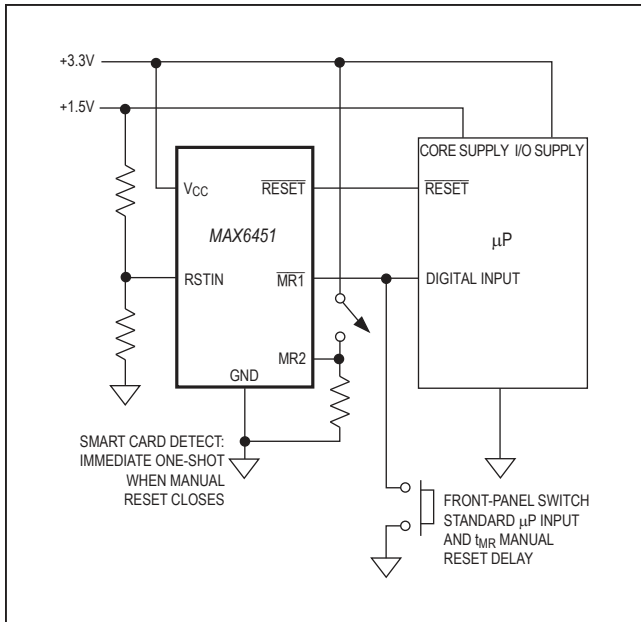 +3.3V
+1.5V
CORE SUPPLY I/O SUPPLY
VCC
RESET
RESET
MAX6451
μP
RSTIN
MR1
DIGITAL INPUT
MR2
GND
SMART CARD DETECT:
IMMEDIATE ONE-SHOT
WHEN MANUAL
RESET CLOSES
FRONT-PANEL SWITCH
STANDARD μP INPUT
AND tMR MANUAL
RESET DELAY